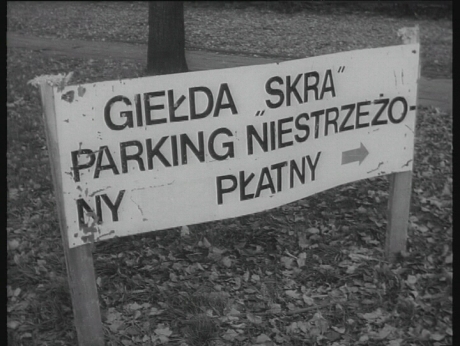 GIEŁDA „SKRA”
PARKING NIESTRZEŻO-
NY PŁATNY →